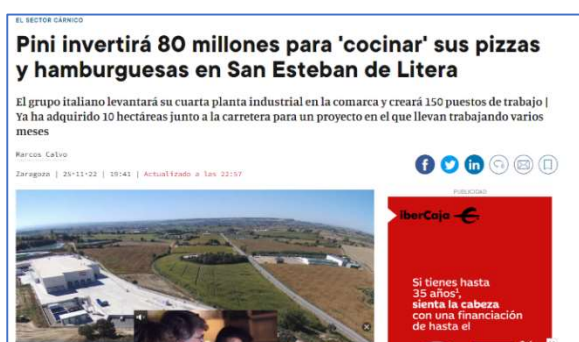 EL SECTOR CÁRNICO
Pini invertirá 80 millones para 'cocinar' sus pizzas
y hamburguesas en San Esteban de Litera
El grupo italiano levantará su cuarta planta industrial en la comarca y creará 150 puestos de trabajo |
Ya ha adquirido 10 hectáreas junto a la carretera para un proyecto en el que llevan trabajando varios
meses
Marcos Calvo
Zaragoza | 25·11·22 | 19:41 | Actualizado a las 22:57
PUBLICIDAD
iberCaja
Si tienes hasta
35 años¹,
sienta la cabeza
con una financiación
de hasta el